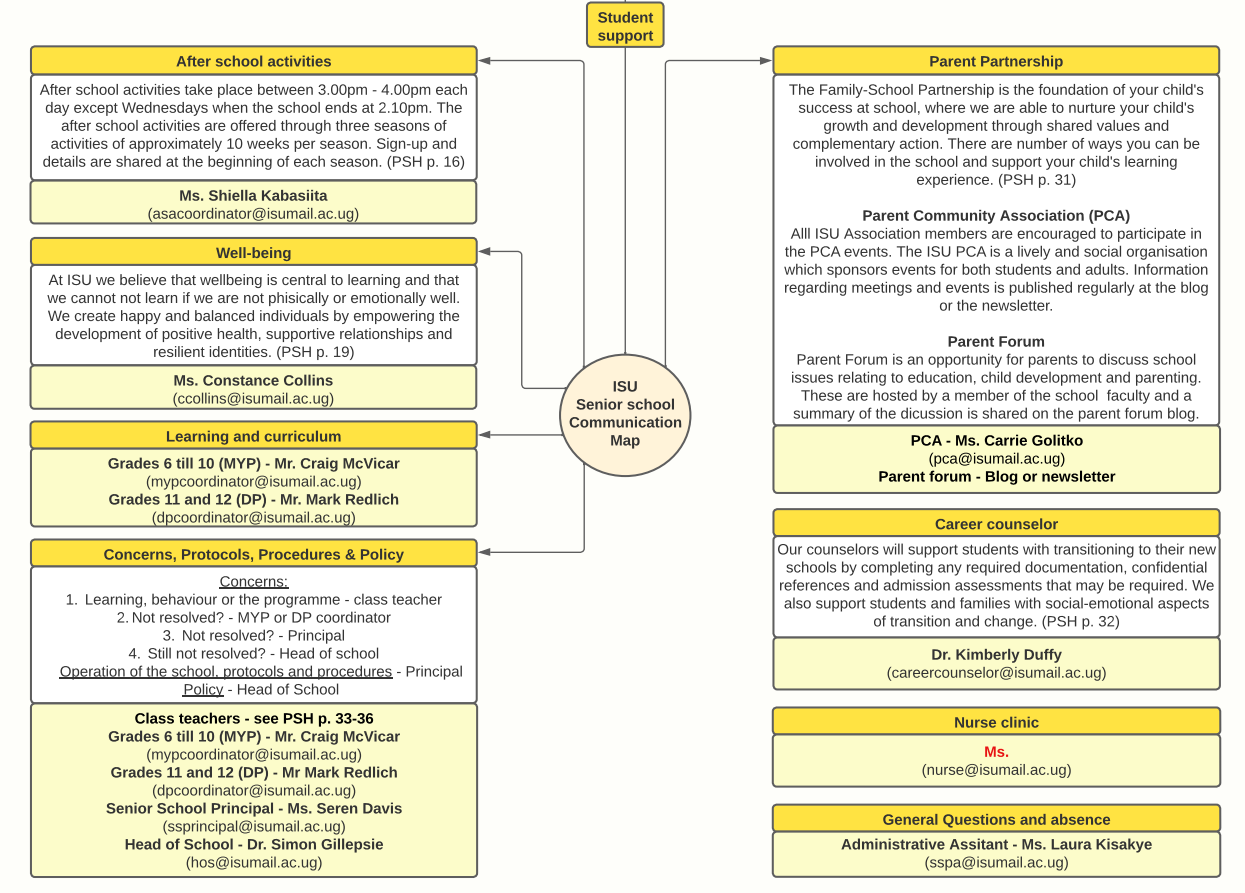 Student
support
After school activities
After school activities take place between 3.00pm - 4.00pm each
day except Wednesdays when the school ends at 2.10pm. The
after school activities are offered through three seasons of
activities of approximately 10 weeks per season. Sign-up and
details are shared at the beginning of each season. (PSH p. 16)
Ms. Shiella Kabasiita
(asacoordinator@isumail.ac.ug)
Well-being
At ISU we believe that wellbeing is central to learning and that
we cannot not learn if we are not phisically or emotionally well.
We create happy and balanced individuals by empowering the
development of positive health, supportive relationships and
resilient identities. (PSH p. 19)
Ms. Constance Collins
(ccollins@isumail.ac.ug)
Learning and curriculum
Grades 6 till 10 (MYP) - Mr. Craig McVicar
(mypcoordinator@isumail.ac.ug)
Grades 11 and 12 (DP) - Mr. Mark Redlich
(dpcoordinator@isumail.ac.ug)
Concerns, Protocols, Procedures & Policy
Concerns:
1. Learning, behaviour or the programme - class teacher
2. Not resolved? - MYP or DP coordinator
3. Not resolved? - Principal
4. Still not resolved? - Head of school
Operation of the school, protocols and procedures - Principal
Policy - Head of School
Class teachers - see PSH p. 33-36
Grades 6 till 10 (MYP) - Mr. Craig McVicar
(mypcoordinator@isumail.ac.ug)
Grades 11 and 12 (DP) - Mr Mark Redlich
(dpcoordinator@isumail.ac.ug)
Senior School Principal - Ms. Seren Davis
(ssprincipal@isumail.ac.ug)
Head of School - Dr. Simon Gillepsie
(hos@isumail.ac.ug)
ISU
Senior school
Communication
Map
Parent Partnership
The Family-School Partnership is the foundation of your child's
success at school, where we are able to nurture your child's
growth and development through shared values and
complementary action. There are number of ways you can be
involved in the school and support your child's learning
experience. (PSH p. 31)
Parent Community Association (PCA)
Alll ISU Association members are encouraged to participate in
the PCA events. The ISU PCA is a lively and social organisation
which sponsors events for both students and adults. Information
regarding meetings and events is published regularly at the blog
or the newsletter.
Parent Forum
Parent Forum is an opportunity for parents to discuss school
issues relating to education, child development and parenting.
These are hosted by a member of the school faculty and a
summary of the dicussion is shared on the parent forum blog.
PCA - Ms. Carrie Golitko
(pca@isumail.ac.ug)
Parent forum - Blog or newsletter
Career counselor
Our counselors will support students with transitioning to their new
schools by completing any required documentation, confidential
references and admission assessments that may be required. We
also support students and families with social-emotional aspects
of transition and change. (PSH p. 32)
Dr. Kimberly Duffy
(careercounselor@isumail.ac.ug)
Nurse clinic
Ms.
(nurse@isumail.ac.ug)
General Questions and absence
Administrative Assitant - Ms. Laura Kisakye
(sspa@isumail.ac.ug)